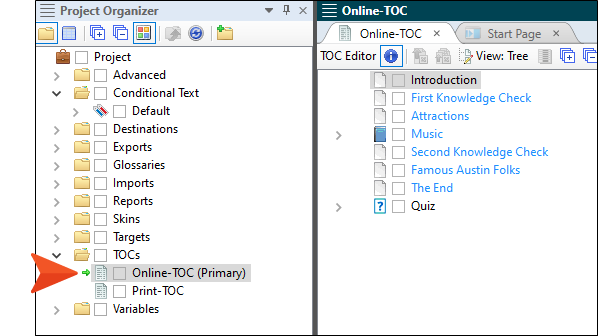 Project Organizer
Project
Advanced
Conditional Text
Default
Destinations
Exports
Glossaries
Imports
Reports
Skins
Targets
TOCs
Online-TOC (Primary)
Print-TOC
Variables
Online-TOC
Online-TOC
Start Page
TOC Editor
View: Tree
Introduction
First Knowledge Check
Attractions
Music
Second Knowledge Check
Famous Austin Folks
The End
Quiz